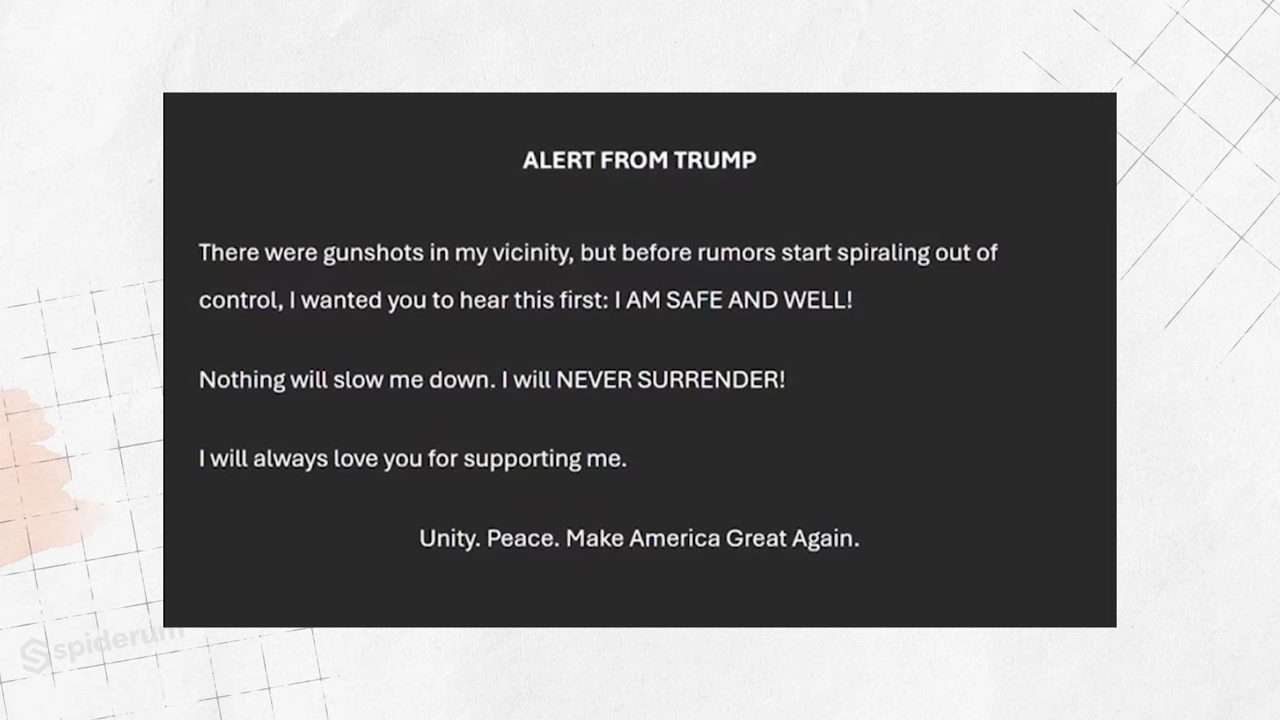 ALERT FROM TRUMP
There were gunshots in my vicinity, but before rumors start spiraling out of
control, I wanted you to hear this first: I AM SAFE AND WELL!
Nothing will slow me down. I will NEVER SURRENDER!
I will always love you for supporting me.
Unity. Peace. Make America Great Again.
spiderum